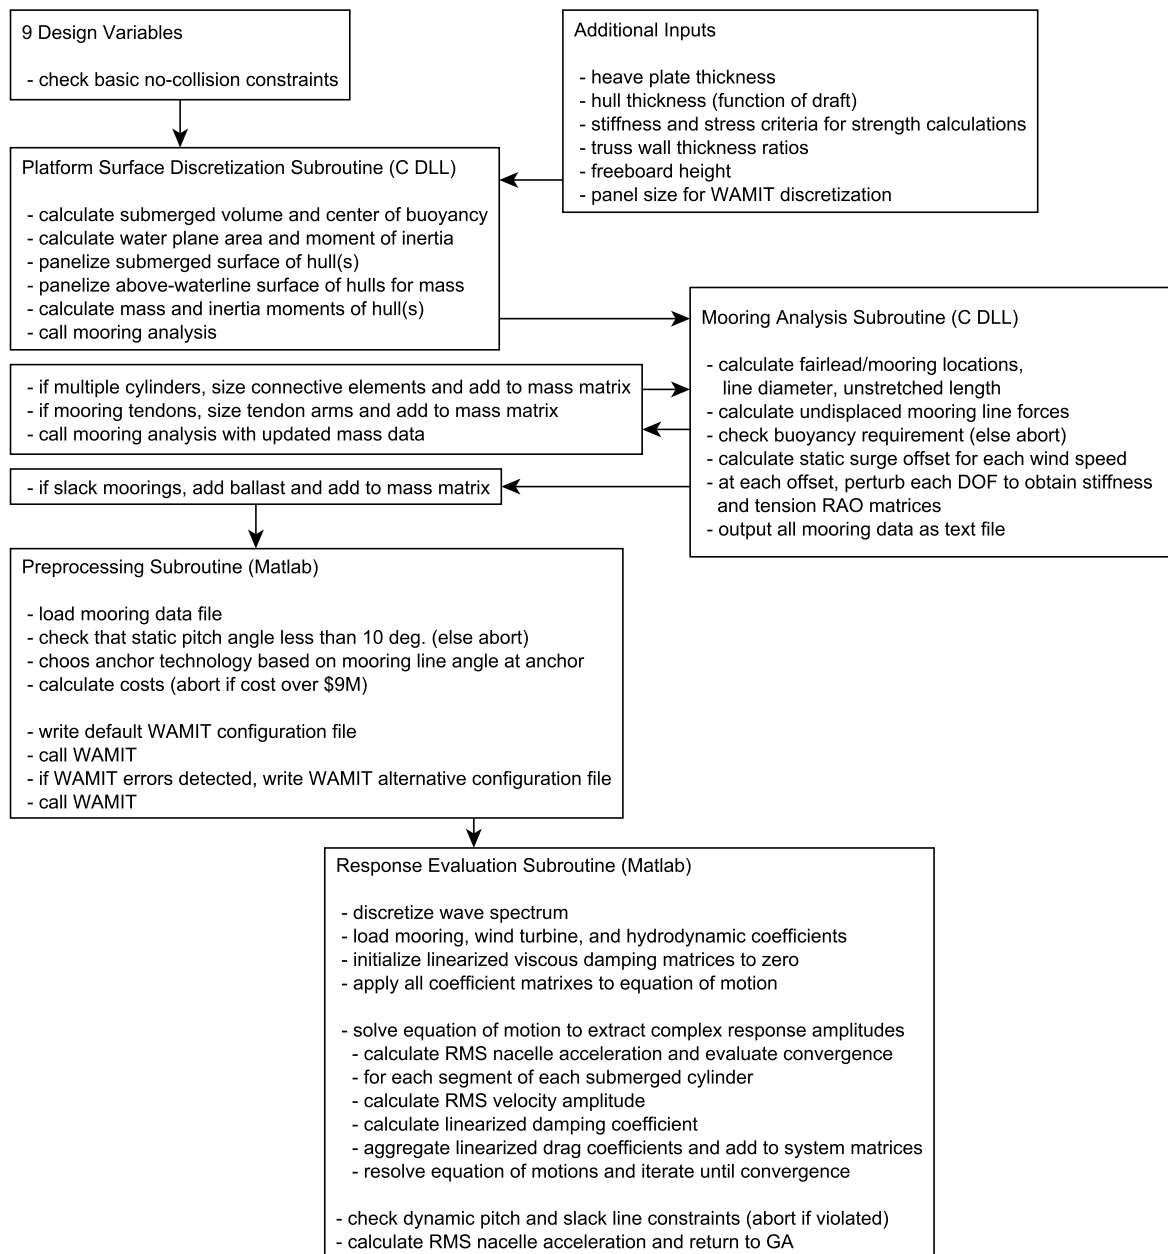 9 Design Variables
- check basic no-collision constraints
Additional Inputs
- heave plate thickness
- hull thickness (function of draft)
- stiffness and stress criteria for strength calculations
- truss wall thickness ratios
- freeboard height
- panel size for WAMIT discretization
Platform Surface Discretization Subroutine (C DLL)
- calculate submerged volume and center of buoyancy
- calculate water plane area and moment of inertia
- panelize submerged surface of hull(s)
- panelize above-waterline surface of hulls for mass
- calculate mass and inertia moments of hull(s)
- call mooring analysis
Mooring Analysis Subroutine (C DLL)
- calculate fairlead/mooring locations,
line diameter, unstretched length
- calculate undisplaced mooring line forces
- check buoyancy requirement (else abort)
- calculate static surge offset for each wind speed
- at each offset, perturb each DOF to obtain stiffness
and tension RAO matrices
- output all mooring data as text file
- if multiple cylinders, size connective elements and add to mass matrix
- if mooring tendons, size tendon arms and add to mass matrix
- call mooring analysis with updated mass data
- if slack moorings, add ballast and add to mass matrix
Preprocessing Subroutine (Matlab)
- load mooring data file
- check that static pitch angle less than 10 deg. (else abort)
- choos anchor technology based on mooring line angle at anchor
- calculate costs (abort if cost over $9M)
- write default WAMIT configuration file
- call WAMIT
- if WAMIT errors detected, write WAMIT alternative configuration file
- call WAMIT
Response Evaluation Subroutine (Matlab)
- discretize wave spectrum
- load mooring, wind turbine, and hydrodynamic coefficients
- initialize linearized viscous damping matrices to zero
- apply all coefficient matrixes to equation of motion
- solve equation of motion to extract complex response amplitudes
- calculate RMS nacelle acceleration and evaluate convergence
- for each segment of each submerged cylinder
- calculate RMS velocity amplitude
- calculate linearized damping coefficient
- aggregate linearized drag coefficients and add to system matrices
- resolve equation of motions and iterate until convergence
- check dynamic pitch and slack line constraints (abort if violated)
- calculate RMS nacelle acceleration and return to GA